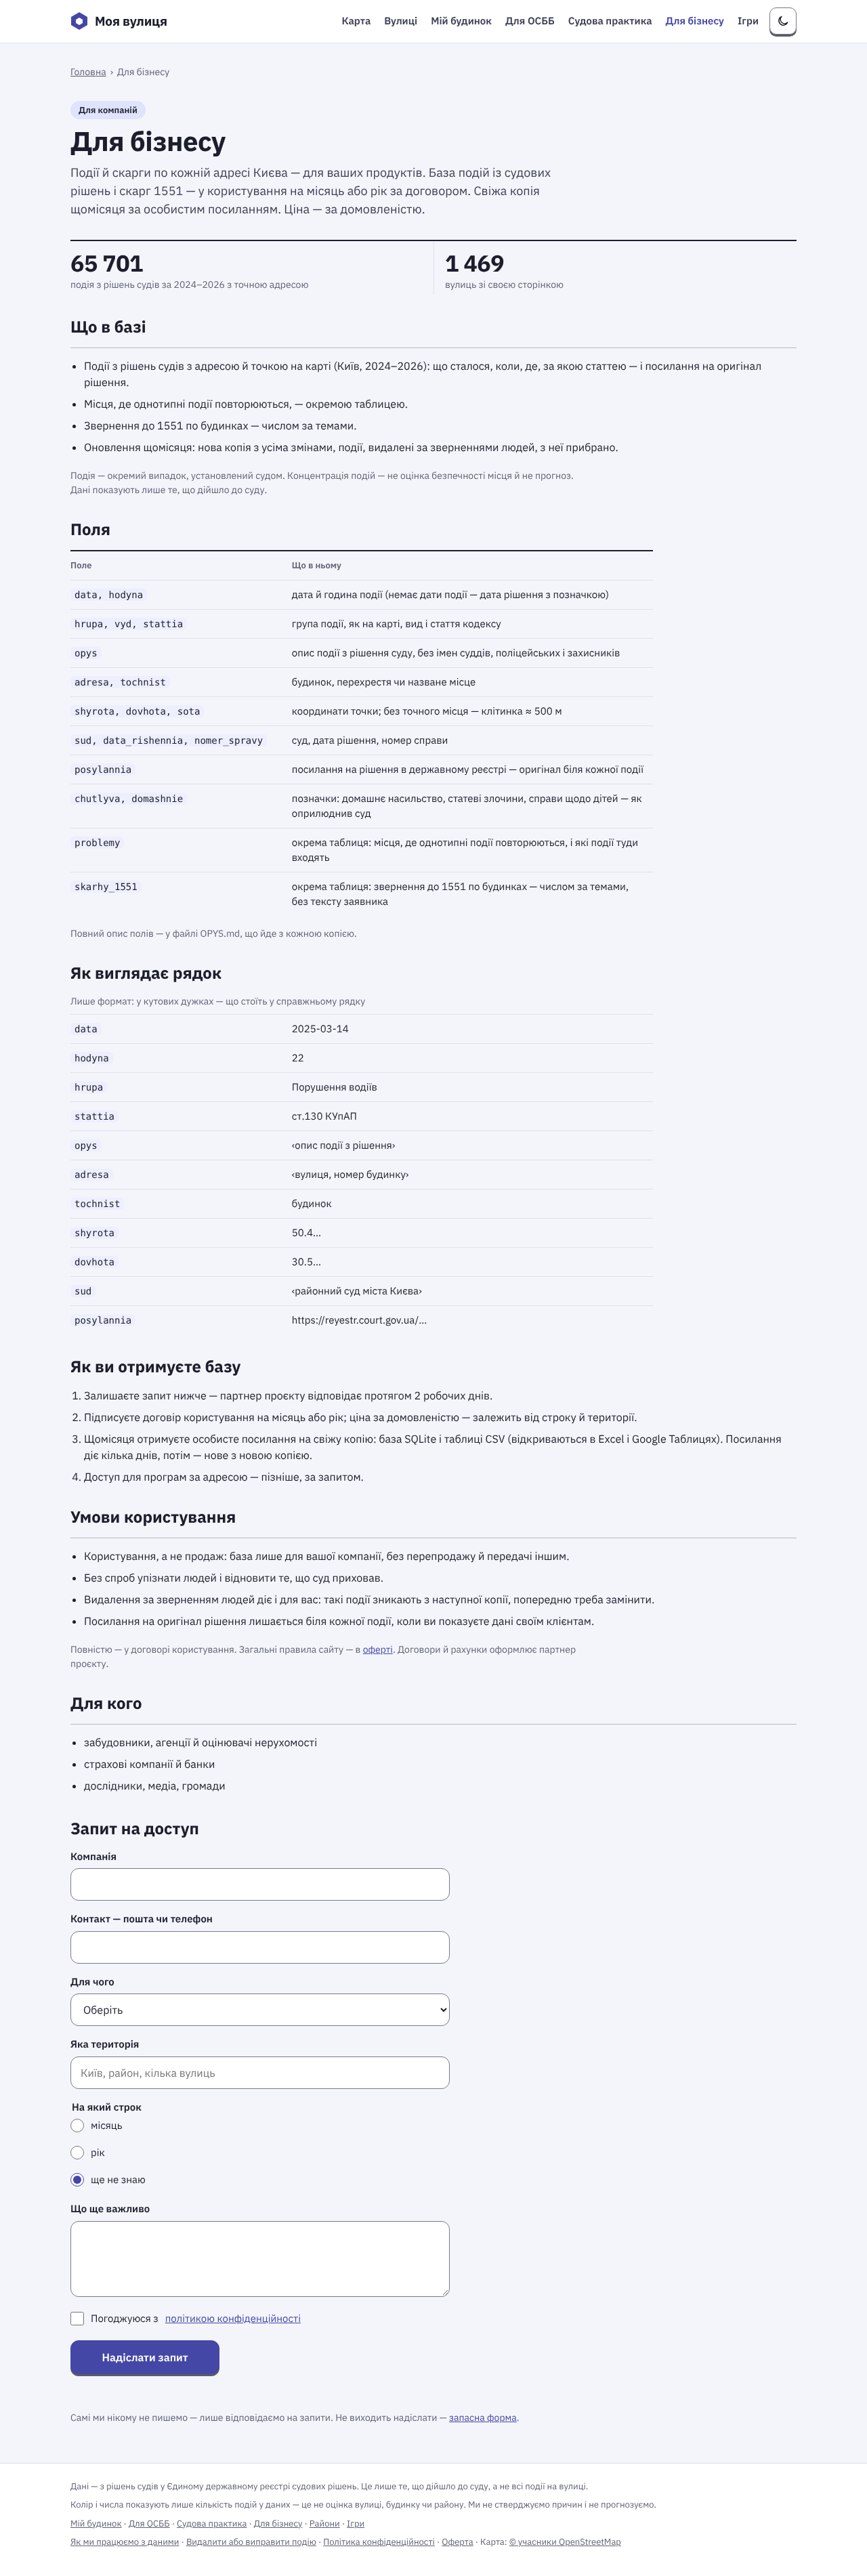 Моя вулиця
Карта Вулиці Мій будинок Для ОСББ Судова практика Для бізнесу Ігри
Головна › Для бізнесу
Для компаній
Для бізнесу
Події й скарги по кожній адресі Києва — для ваших продуктів. База подій із судових
рішень і скарг 1551 — у користування на місяць або рік за договором. Свіжа копія
щомісяця за особистим посиланням. Ціна — за домовленістю.
65 701
подія з рішень судів за 2024–2026 з точною адресою
1 469
вулиць зі своєю сторінкою
Що в базі
• Події з рішень судів з адресою й точкою на карті (Київ, 2024–2026): що сталося, коли, де, за якою статтею — і посилання на оригінал
рішення.
• Місця, де однотипні події повторюються, — окремою таблицею.
• Звернення до 1551 по будинках — числом за темами.
• Оновлення щомісяця: нова копія з усіма змінами, події, видалені за зверненнями людей, з неї прибрано.
Подія — окремий випадок, установлений судом. Концентрація подій — не оцінка безпечності місця й не прогноз.
Дані показують лише те, що дійшло до суду.
Поля
Поле Що в ньому
data, hodyna дата й година події (немає дати події — дата рішення з позначкою)
hrupa, vyd, stattia група події, як на карті, вид і стаття кодексу
opys опис події з рішення суду, без імен суддів, поліцейських і захисників
adresa, tochnist будинок, перехрестя чи назване місце
shyrota, dovhota, sota координати точки; без точного місця — клітинка ≈ 500 м
sud, data_rishennia, nomer_spravy суд, дата рішення, номер справи
posylannia посилання на рішення в державному реєстрі — оригінал біля кожної події
chutlyva, domashnie позначки: домашнє насильство, статеві злочини, справи щодо дітей — як
оприлюднив суд
problemy окрема таблиця: місця, де однотипні події повторюються, і які події туди
входять
skarhy_1551 окрема таблиця: звернення до 1551 по будинках — числом за темами,
без тексту заявника
Повний опис полів — у файлі OPYS.md, що йде з кожною копією.
Як виглядає рядок
Лише формат: у кутових дужках — що стоїть у справжньому рядку
data 2025-03-14
hodyna 22
hrupa Порушення водіїв
stattia ст.130 КУпАП
opys ‹опис події з рішення›
adresa ‹вулиця, номер будинку›
tochnist будинок
shyrota 50.4…
dovhota 30.5…
sud ‹районний суд міста Києва›
posylannia https://reyestr.court.gov.ua/…
Як ви отримуєте базу
1. Залишаєте запит нижче — партнер проєкту відповідає протягом 2 робочих днів.
2. Підписуєте договір користування на місяць або рік; ціна за домовленістю — залежить від строку й території.
3. Щомісяця отримуєте особисте посилання на свіжу копію: база SQLite і таблиці CSV (відкриваються в Excel і Google Таблицях). Посилання
діє кілька днів, потім — нове з новою копією.
4. Доступ для програм за адресою — пізніше, за запитом.
Умови користування
• Користування, а не продаж: база лише для вашої компанії, без перепродажу й передачі іншим.
• Без спроб упізнати людей і відновити те, що суд приховав.
• Видалення за зверненням людей діє і для вас: такі події зникають з наступної копії, попередню треба замінити.
• Посилання на оригінал рішення лишається біля кожної події, коли ви показуєте дані своїм клієнтам.
Повністю — у договорі користування. Загальні правила сайту — в оферті. Договори й рахунки оформлює партнер
проєкту.
Для кого
• забудовники, агенції й оцінювачі нерухомості
• страхові компанії й банки
• дослідники, медіа, громади
Запит на доступ
Компанія
Контакт — пошта чи телефон
Для чого
Оберіть
Яка територія
Київ, район, кілька вулиць
На який строк
місяць
рік
ще не знаю
Що ще важливо
Погоджуюся з політикою конфіденційності
Надіслати запит
Самі ми нікому не пишемо — лише відповідаємо на запити. Не виходить надіслати — запасна форма.
Дані — з рішень судів у Єдиному державному реєстрі судових рішень. Це лише те, що дійшло до суду, а не всі події на вулиці.
Колір і числа показують лише кількість подій у даних — це не оцінка вулиці, будинку чи району. Ми не стверджуємо причин і не прогнозуємо.
Мій будинок · Для ОСББ · Судова практика · Для бізнесу · Райони · Ігри
Як ми працюємо з даними · Видалити або виправити подію · Політика конфіденційності · Оферта · Карта: © учасники OpenStreetMap